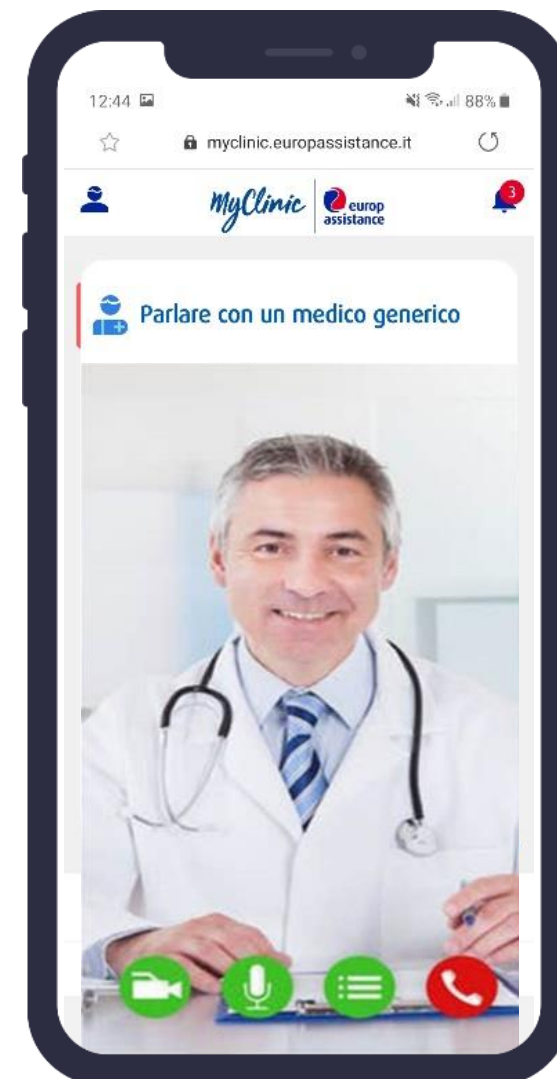 12:44 88%
myclinic.europassistance.it
MyClinic europ assistance 3
Parlare con un medico generico